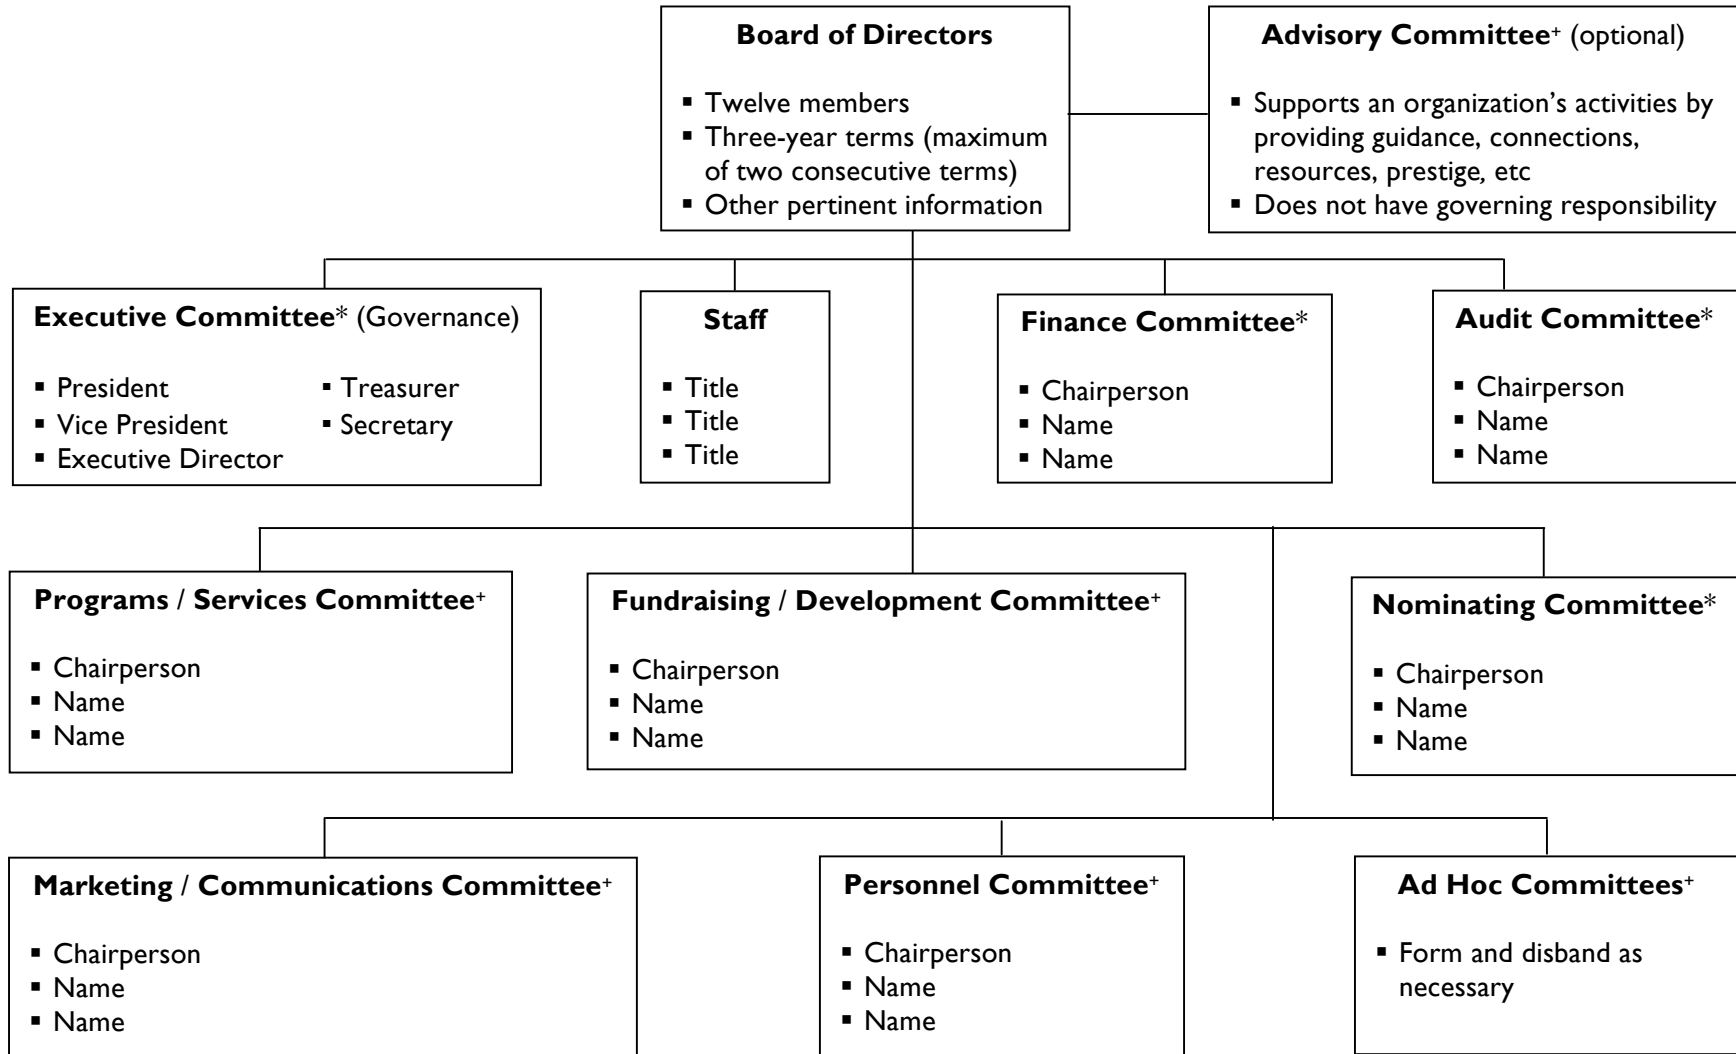 Board of Directors
▪ Twelve members
▪ Three-year terms (maximum
of two consecutive terms)
▪ Other pertinent information
Advisory Committee⁺ (optional)
▪ Supports an organization’s activities by
providing guidance, connections,
resources, prestige, etc
▪ Does not have governing responsibility
Executive Committee* (Governance)
▪ President
▪ Vice President
▪ Executive Director
▪ Treasurer
▪ Secretary
Staff
▪ Title
▪ Title
▪ Title
Finance Committee*
▪ Chairperson
▪ Name
▪ Name
Audit Committee*
▪ Chairperson
▪ Name
▪ Name
Programs / Services Committee⁺
▪ Chairperson
▪ Name
▪ Name
Fundraising / Development Committee⁺
▪ Chairperson
▪ Name
▪ Name
Nominating Committee*
▪ Chairperson
▪ Name
▪ Name
Marketing / Communications Committee⁺
▪ Chairperson
▪ Name
▪ Name
Personnel Committee⁺
▪ Chairperson
▪ Name
▪ Name
Ad Hoc Committees⁺
▪ Form and disband as
necessary